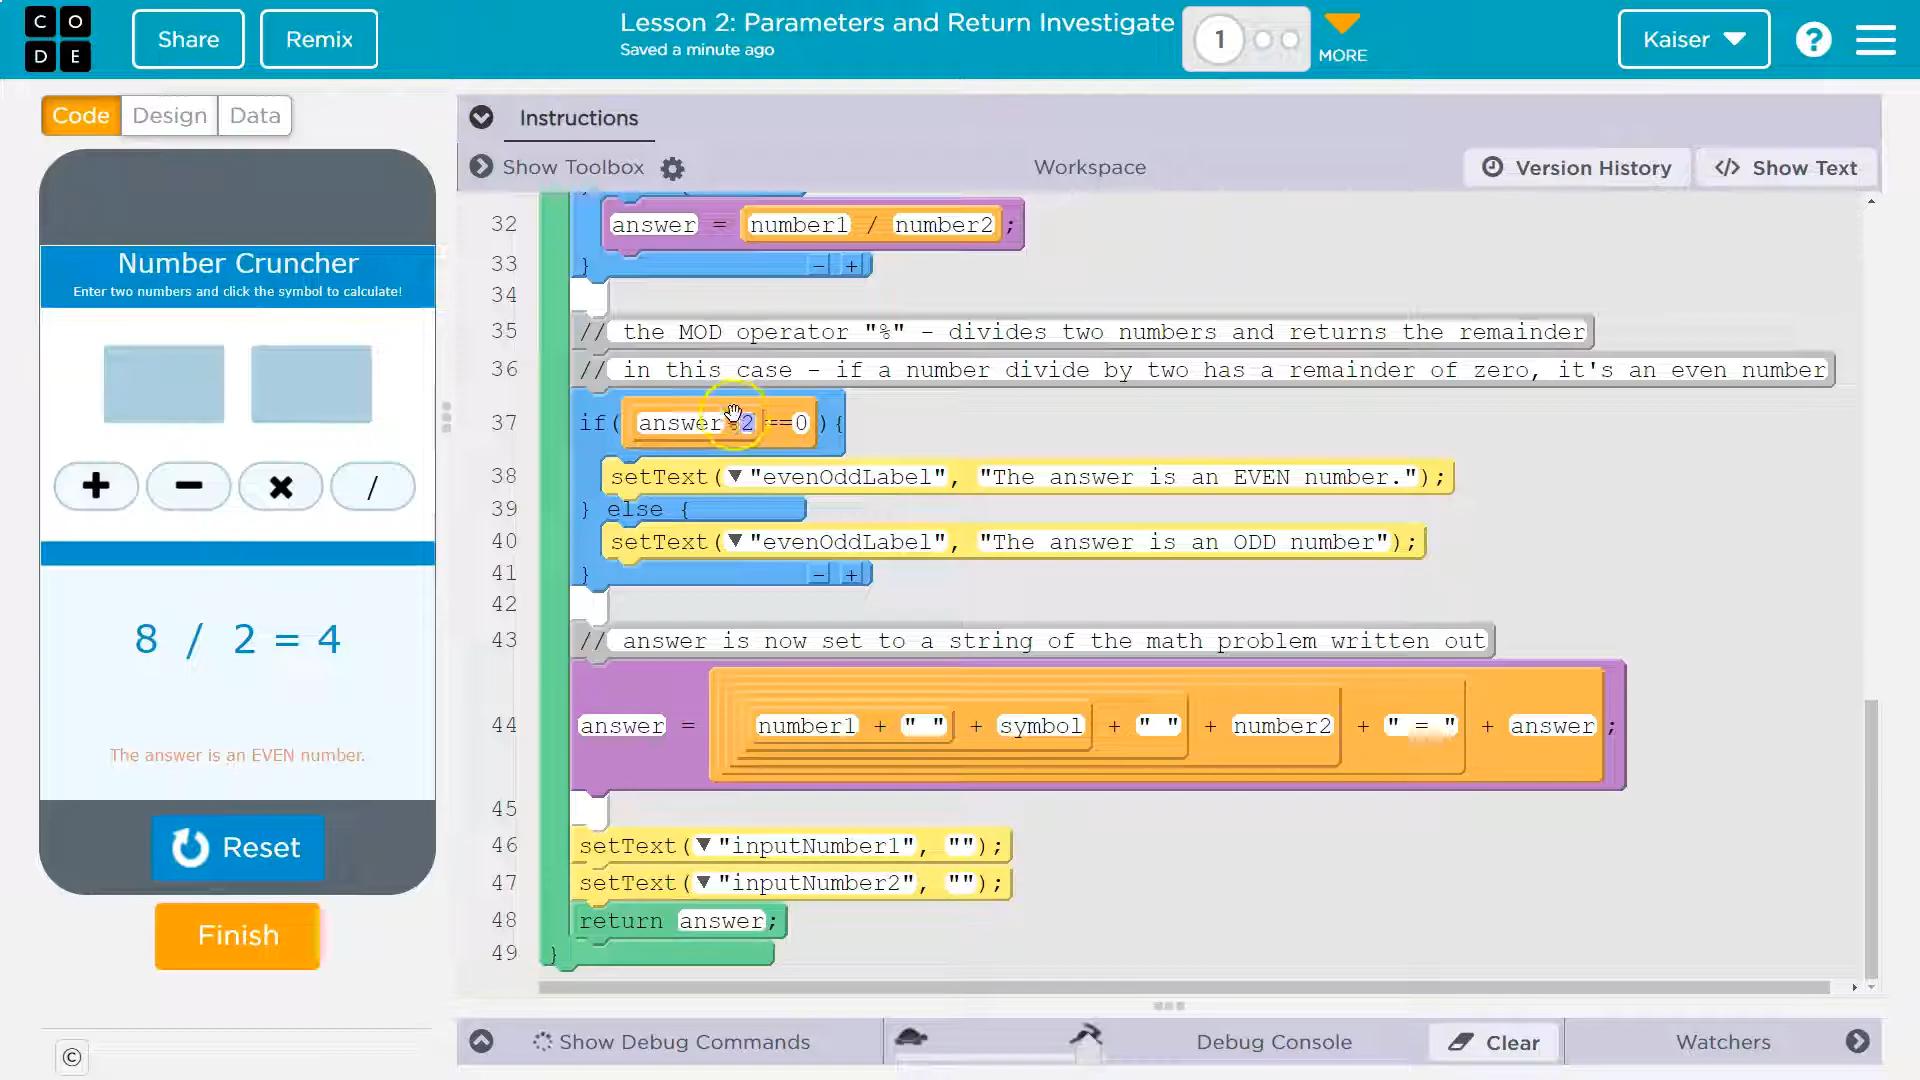 CODE
Share
Remix
Lesson 2: Parameters and Return Investigate
Saved a minute ago
1
MORE
Kaiser
?
Code
Design
Data
Instructions
Show Toolbox
Workspace
Version History
</> Show Text
Number Cruncher
Enter two numbers and click the symbol to calculate!
+ - x /
8 / 2 = 4
The answer is an EVEN number.
Reset
Finish
©
32 answer = number1 / number2 ;
33 } - +
34
35 // the MOD operator "%" - divides two numbers and returns the remainder
36 // in this case - if a number divide by two has a remainder of zero, it's an even number
37 if( answer%2 ==0 ){
38 setText( ▼ "evenOddLabel", "The answer is an EVEN number.");
39 } else {
40 setText( ▼ "evenOddLabel", "The answer is an ODD number");
41 } - +
42
43 // answer is now set to a string of the math problem written out
44 answer = number1 + " " + symbol + " " + number2 + " = " + answer ;
45
46 setText( ▼ "inputNumber1", "");
47 setText( ▼ "inputNumber2", "");
48 return answer;
49 }
Show Debug Commands
Debug Console
Clear
Watchers